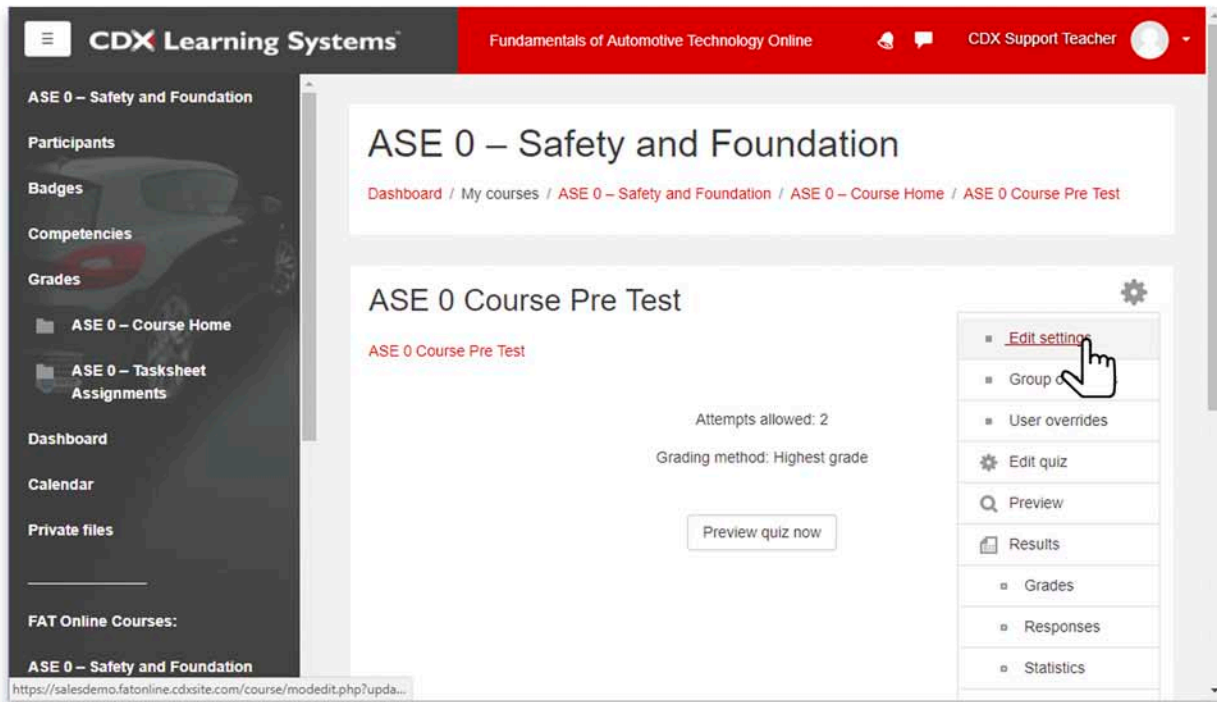 CDX Learning Systems
Fundamentals of Automotive Technology Online
CDX Support Teacher
ASE 0 – Safety and Foundation
Participants
Badges
Competencies
Grades
ASE 0 – Course Home
ASE 0 – Tasksheet
Assignments
Dashboard
Calendar
Private files
FAT Online Courses:
ASE 0 – Safety and Foundation
https://salesdemo.fatonline.cdxsite.com/course/modedit.php?upda...
ASE 0 – Safety and Foundation
Dashboard / My courses / ASE 0 – Safety and Foundation / ASE 0 – Course Home / ASE 0 Course Pre Test
ASE 0 Course Pre Test
ASE 0 Course Pre Test
Attempts allowed: 2
Grading method: Highest grade
Preview quiz now
Edit settings
Group
User overrides
Edit quiz
Preview
Results
Grades
Responses
Statistics